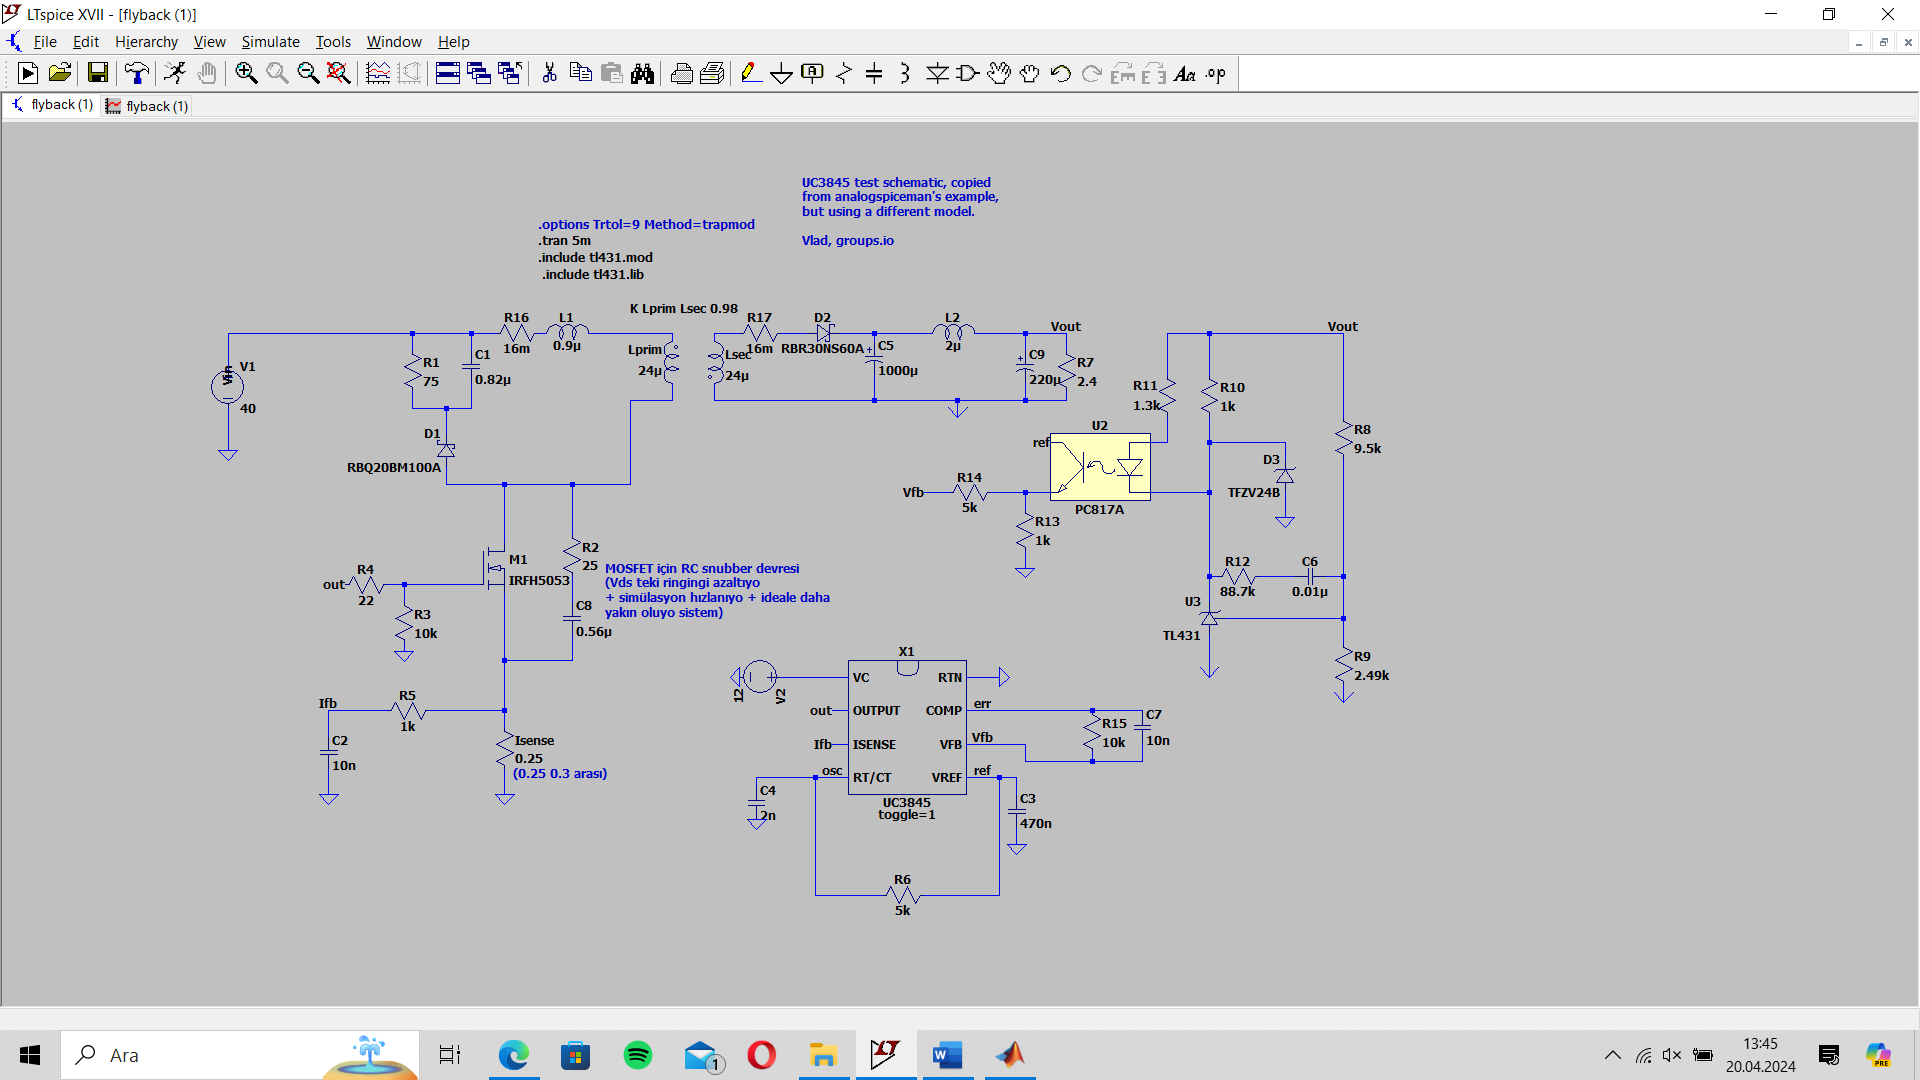 LTspice XVII - [flyback (1)]
File Edit Hierarchy View Simulate Tools Window Help
.op
flyback (1) flyback (1)
UC3845 test schematic, copied
from analogspiceman's example,
but using a different model.
Vlad, groups.io
.options Trtol=9 Method=trapmod
.tran 5m
.include tl431.mod
.include tl431.lib
K Lprim Lsec 0.98
R16
16m
L1
0.9µ
R17
16m
D2
RBR30NS60A
L2
2µ
Vout
Vout
Vin
V1
40
R1
75
C1
0.82µ
Lprim
24µ
Lsec
24µ
C5
1000µ
C9
220µ
R7
2.4
D1
RBQ20BM100A
R11
1.3k
R10
1k
R8
9.5k
U2
ref
PC817A
D3
TFZV24B
Vfb
R14
5k
R13
1k
M1
IRFH5053
R2
25
MOSFET için RC snubber devresi
(Vds teki ringingi azaltıyo
+ simülasyon hızlanıyo + ideale daha
yakın oluyo sistem)
out
R4
22
R3
10k
C8
0.56µ
R12
88.7k
C6
0.01µ
U3
TL431
R9
2.49k
Ifb
R5
1k
C2
10n
Isense
0.25
(0.25 0.3 arası)
X1
12
V2
VC
RTN
out
OUTPUT
COMP
err
Ifb
ISENSE
VFB
Vfb
osc
RT/CT
VREF
ref
UC3845
toggle=1
R15
10k
C7
10n
C4
2n
C3
470n
R6
5k
Ara
1
W
PRE
13:45
20.04.2024